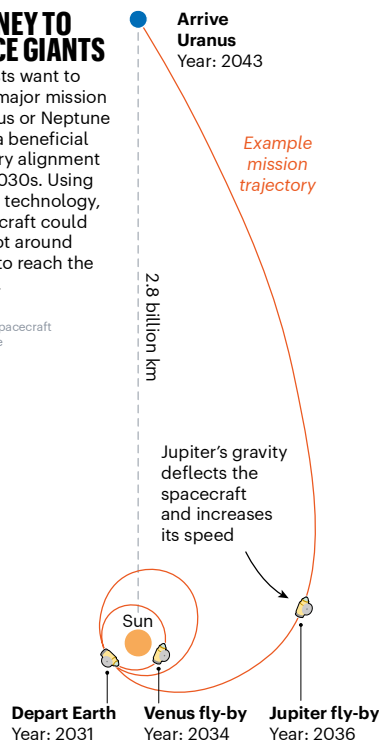 NEY TO
CE GIANTS
ts want to
major mission
us or Neptune
a beneficial
ry alignment
030s. Using
technology,
craft could
ot around
to reach the
pacecraft
e
Arrive
Uranus
Year: 2043
Example
mission
trajectory
2.8 billion km
Jupiter’s gravity
deflects the
spacecraft
and increases
its speed
Sun
Depart Earth
Year: 2031
Venus fly-by
Year: 2034
Jupiter fly-by
Year: 2036